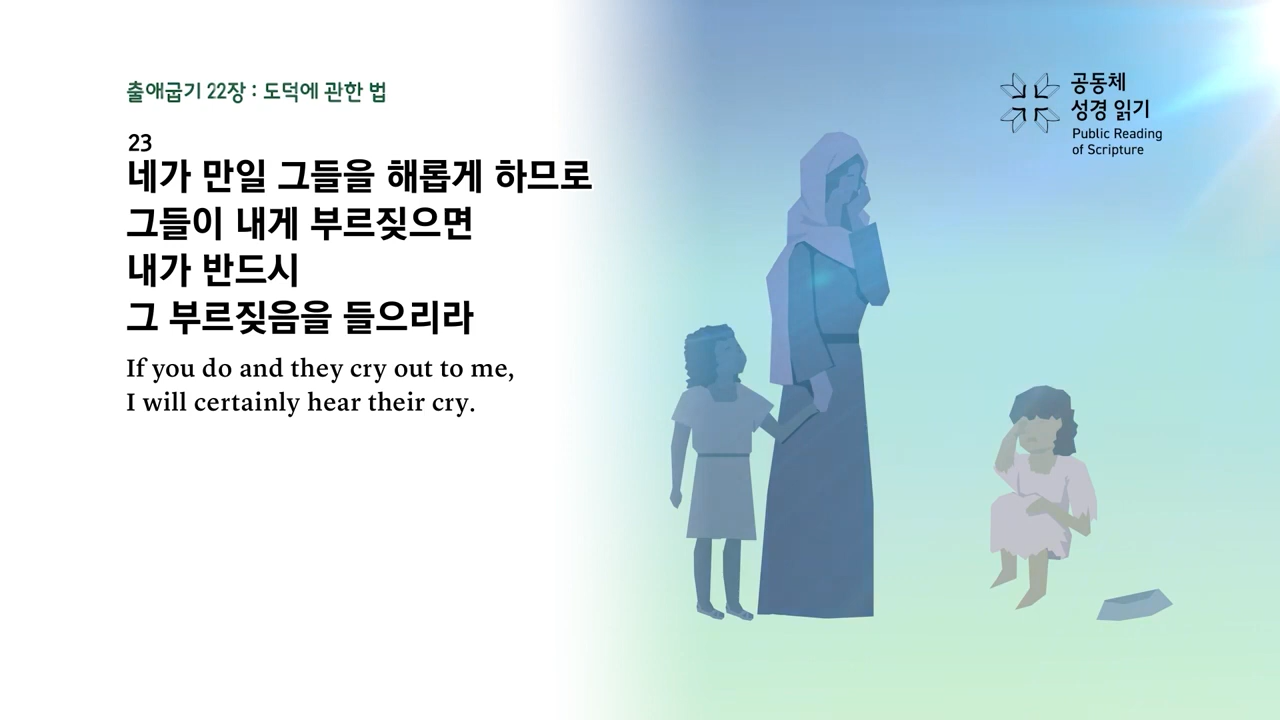 출애굽기 22장 : 도덕에 관한 법
23
네가 만일 그들을 해롭게 하므로
그들이 내게 부르짖으면
내가 반드시
그 부르짖음을 들으리라
If you do and they cry out to me,
I will certainly hear their cry.
공동체
성경 읽기
Public Reading
of Scripture